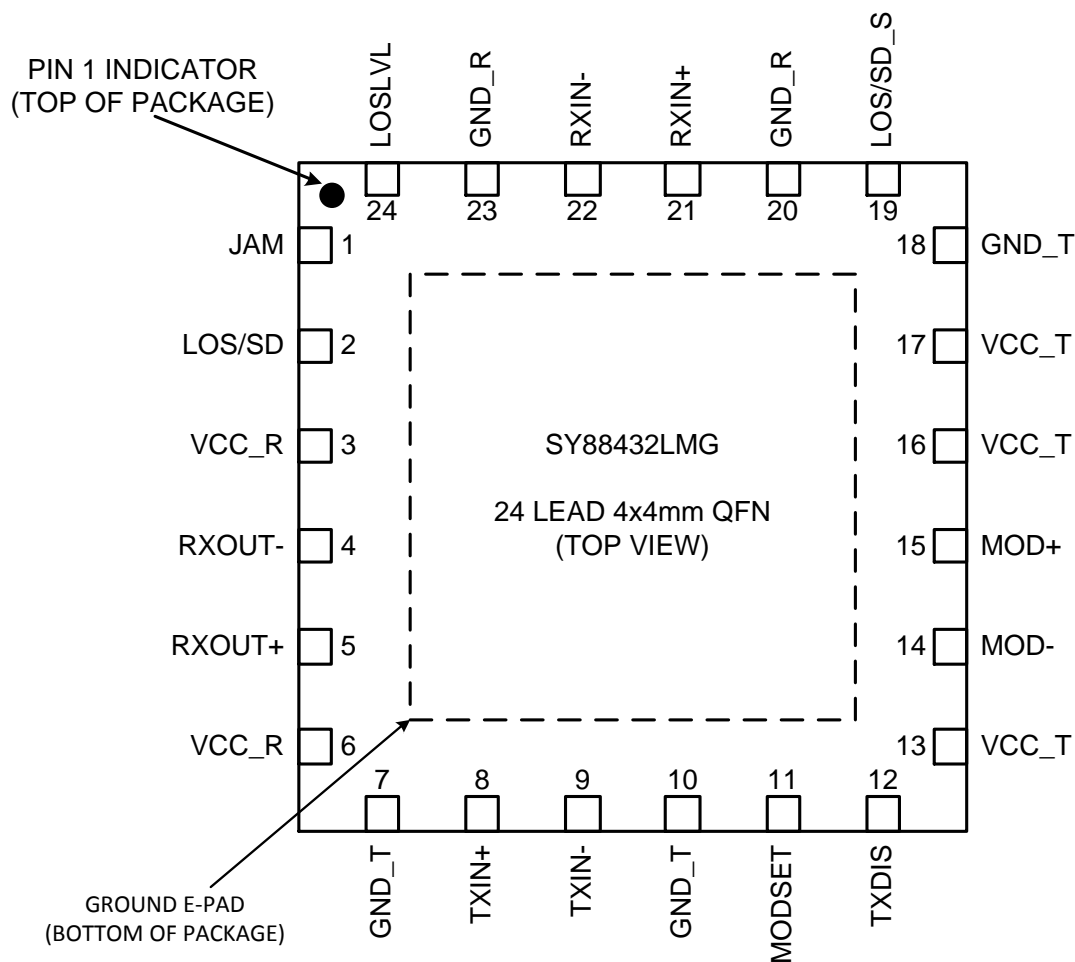 PIN 1 INDICATOR
(TOP OF PACKAGE)
LOSLVL
GND_R
RXIN-
RXIN+
GND_R
LOS/SD_S
24
23
22
21
20
19
JAM
1
LOS/SD
2
VCC_R
3
RXOUT-
4
RXOUT+
5
VCC_R
6
18
GND_T
17
VCC_T
16
VCC_T
15
MOD+
14
MOD-
13
VCC_T
SY88432LMG
24 LEAD 4x4mm QFN
(TOP VIEW)
7
8
9
10
11
12
GND_T
TXIN+
TXIN-
GND_T
MODSET
TXDIS
GROUND E-PAD
(BOTTOM OF PACKAGE)